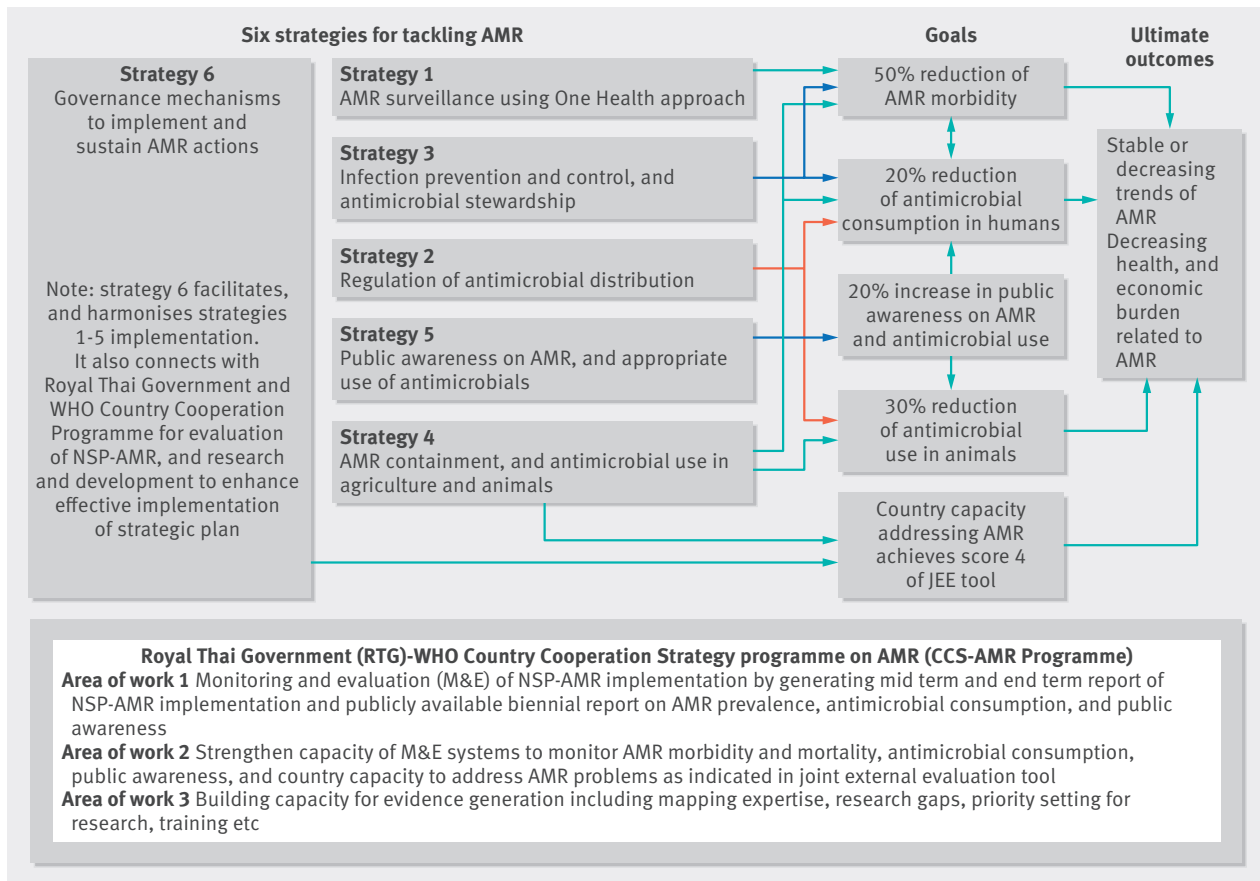 Six strategies for tackling AMR
Goals
Ultimate
outcomes
Strategy 6
Governance mechanisms
to implement and
sustain AMR actions
Note: strategy 6 facilitates,
and harmonises strategies
1-5 implementation.
It also connects with
Royal Thai Government and
WHO Country Cooperation
Programme for evaluation
of NSP-AMR, and research
and development to enhance
effective implementation
of strategic plan
Strategy 1
AMR surveillance using One Health approach
Strategy 3
Infection prevention and control, and
antimicrobial stewardship
Strategy 2
Regulation of antimicrobial distribution
Strategy 5
Public awareness on AMR, and appropriate
use of antimicrobials
Strategy 4
AMR containment, and antimicrobial use in
agriculture and animals
50% reduction of
AMR morbidity
20% reduction
of antimicrobial
consumption in humans
20% increase in public
awareness on AMR
and antimicrobial use
30% reduction
of antimicrobial
use in animals
Country capacity
addressing AMR
achieves score 4
of JEE tool
Stable or
decreasing
trends of
AMR
Decreasing
health, and
economic
burden
related to
AMR
Royal Thai Government (RTG)-WHO Country Cooperation Strategy programme on AMR (CCS-AMR Programme)
Area of work 1 Monitoring and evaluation (M&E) of NSP-AMR implementation by generating mid term and end term report of
NSP-AMR implementation and publicly available biennial report on AMR prevalence, antimicrobial consumption, and public
awareness
Area of work 2 Strengthen capacity of M&E systems to monitor AMR morbidity and mortality, antimicrobial consumption,
public awareness, and country capacity to address AMR problems as indicated in joint external evaluation tool
Area of work 3 Building capacity for evidence generation including mapping expertise, research gaps, priority setting for
research, training etc